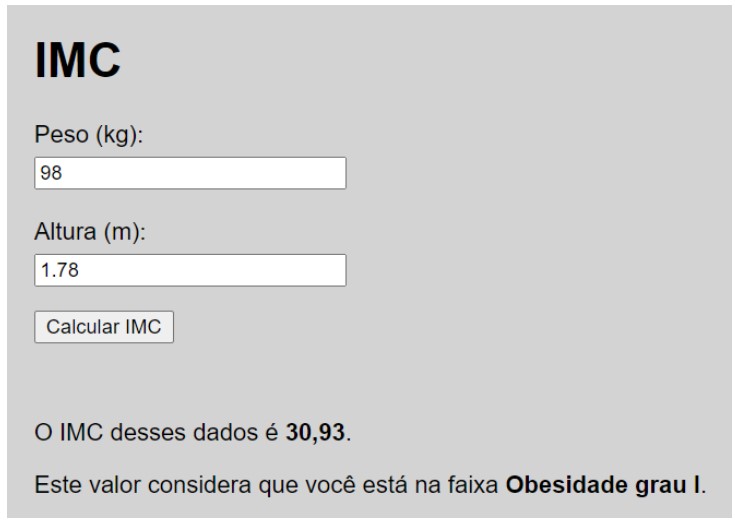 IMC
Peso (kg):
98
Altura (m):
1.78
Calcular IMC
O IMC desses dados é 30,93.
Este valor considera que você está na faixa Obesidade grau I.